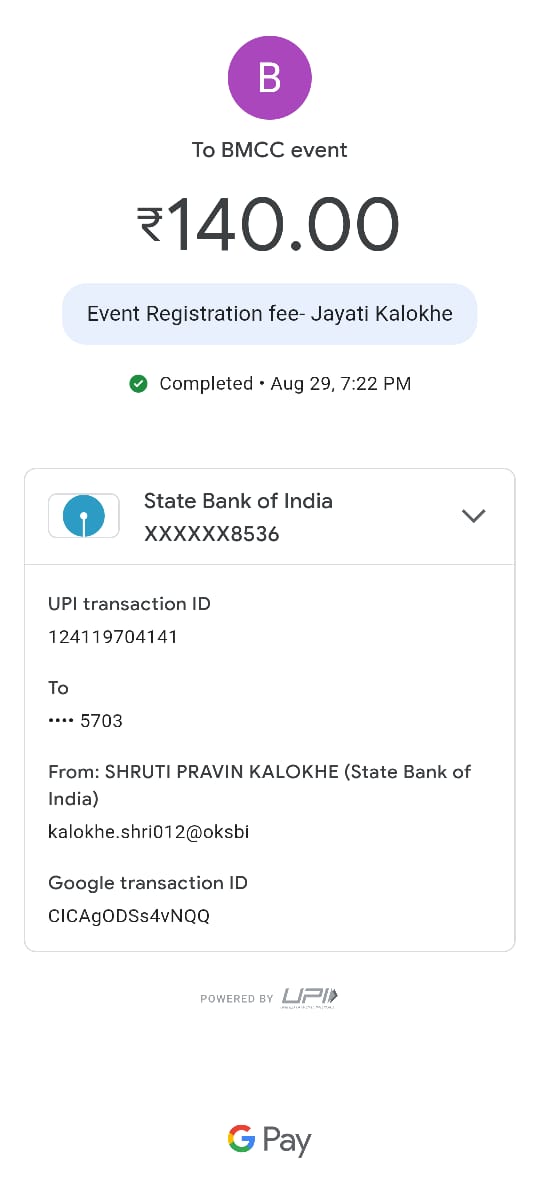 B
To BMCC event
₹140.00
Event Registration fee- Jayati Kalokhe
Completed • Aug 29, 7:22 PM
State Bank of India
XXXXXX8536
UPI transaction ID
124119704141
To
•••• 5703
From: SHRUTI PRAVIN KALOKHE (State Bank of
India)
kalokhe.shri012@oksbi
Google transaction ID
CICAgODSs4vNQQ
POWERED BY UPI
G Pay